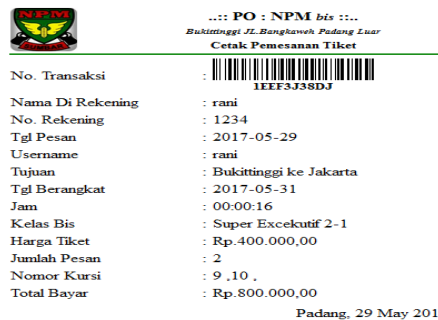 NPM
SUMBAR
..:: PO : NPM bis ::..
Bukittinggi JL.Bangkaweh Padang Luar
Cetak Pemesanan Tiket
No. Transaksi :
1EEF3J38DJ
Nama Di Rekening : rani
No. Rekening : 1234
Tgl Pesan : 2017-05-29
Username : rani
Tujuan : Bukittinggi ke Jakarta
Tgl Berangkat : 2017-05-31
Jam : 00:00:16
Kelas Bis : Super Excekutif 2-1
Harga Tiket : Rp.400.000,00
Jumlah Pesan : 2
Nomor Kursi : 9 ,10 ,
Total Bayar : Rp.800.000,00
Padang, 29 May 201